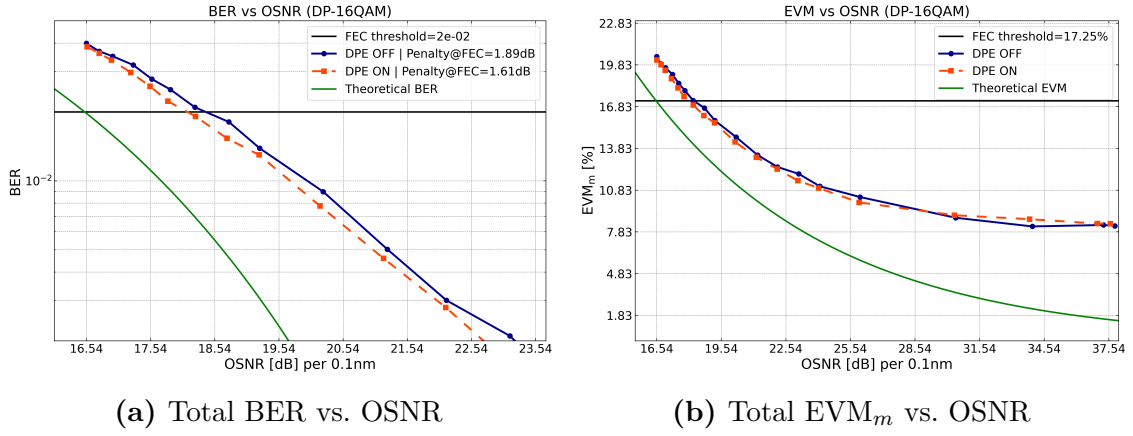 BER vs OSNR (DP-16QAM)
FEC threshold=2e-02
DPE OFF | Penalty@FEC=1.89dB
DPE ON | Penalty@FEC=1.61dB
Theoretical BER
BER
10⁻²
16.54 17.54 18.54 19.54 20.54 21.54 22.54 23.54
OSNR [dB] per 0.1nm
(a) Total BER vs. OSNR
EVM vs OSNR (DP-16QAM)
FEC threshold=17.25%
DPE OFF
DPE ON
Theoretical EVM
EVMₘ [%]
22.83
19.83
16.83
13.83
10.83
7.83
4.83
1.83
16.54 19.54 22.54 25.54 28.54 31.54 34.54 37.54
OSNR [dB] per 0.1nm
(b) Total EVMₘ vs. OSNR